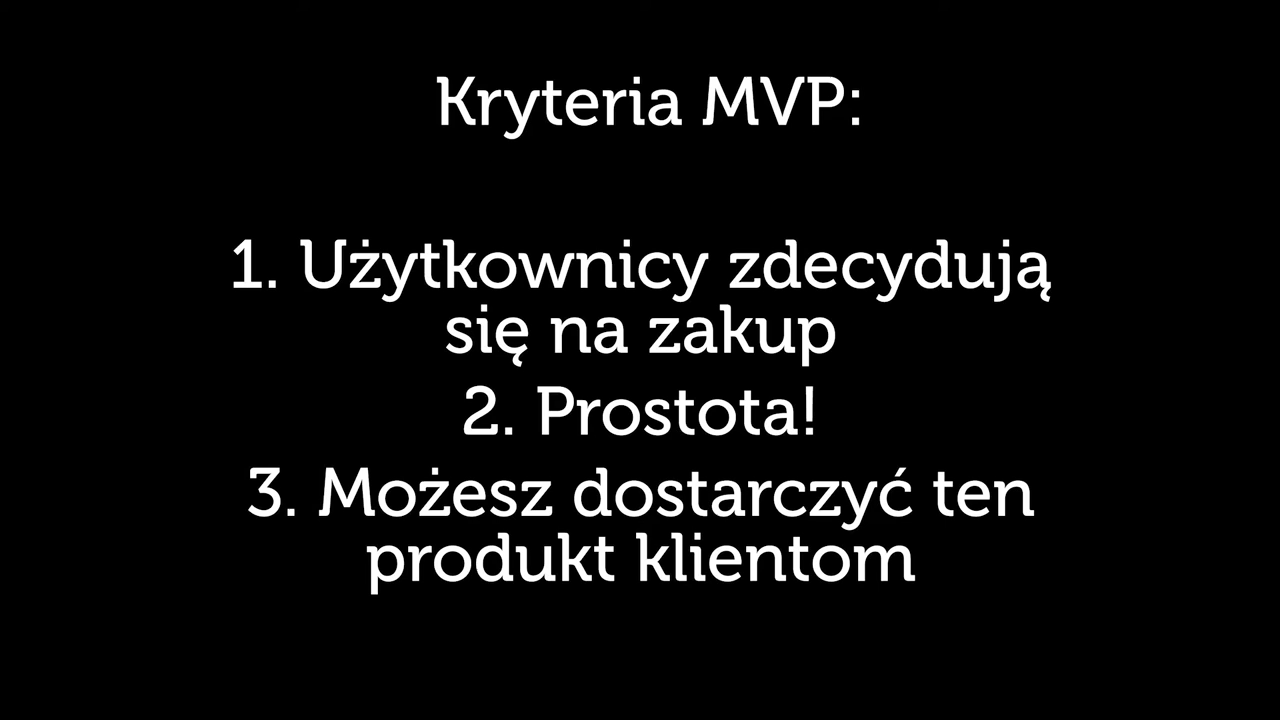 Kryteria MVP:
1. Użytkownicy zdecydują
się na zakup
2. Prostota!
3. Możesz dostarczyć ten
produkt klientom